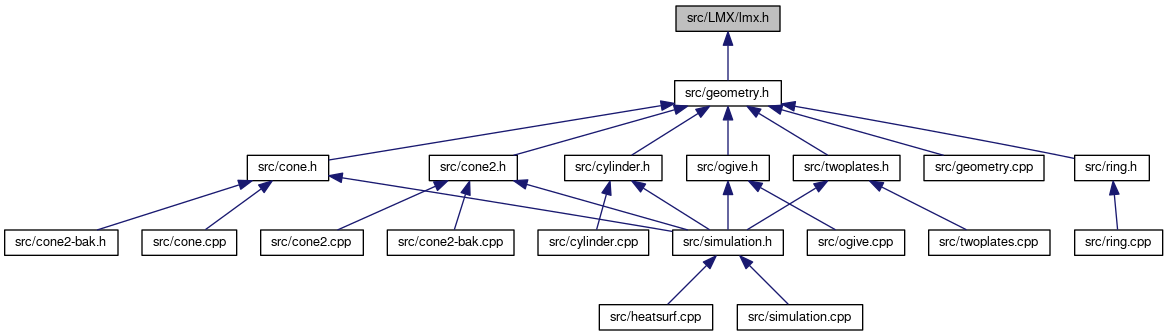 src/LMX/lmx.h
src/geometry.h
src/cone.h
src/cone2.h
src/cylinder.h
src/ogive.h
src/twoplates.h
src/geometry.cpp
src/ring.h
src/cone2-bak.h
src/cone.cpp
src/cone2.cpp
src/cone2-bak.cpp
src/cylinder.cpp
src/simulation.h
src/ogive.cpp
src/twoplates.cpp
src/ring.cpp
src/heatsurf.cpp
src/simulation.cpp